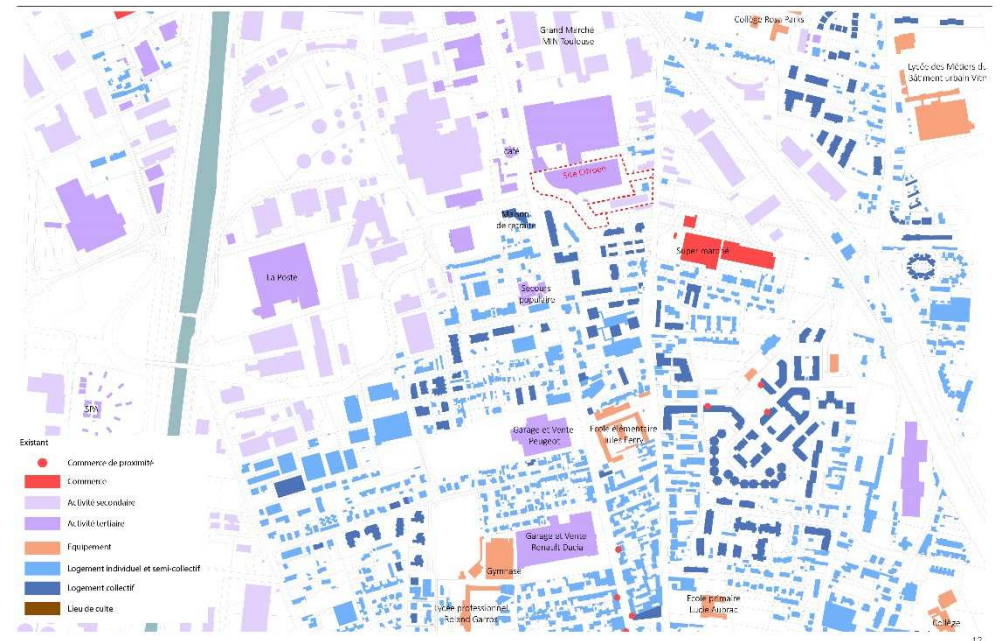 Collège Rosa Parks
Grand Marché
MIN Toulouse
Lycée des Métiers du
Bâtiment urbain Vitr
café
Site Citroën
Maison
de retraite
Super marché
La Poste
Secours
populaire
SPA
Garage et Vente
Peugeot
Ecole élémentaire
Jules Ferry
Existant
Commerce de proximité
Commerce
Activité secondaire
Activité tertiaire
Equipement
Logement individuel et semi-collectif
Logement collectif
Lieu de culte
Garage et Vente
Renault Dacia
Gymnase
Lycée professionnel
Roland Garros
Ecole primaire
Lucie Aubrac
Collège
12